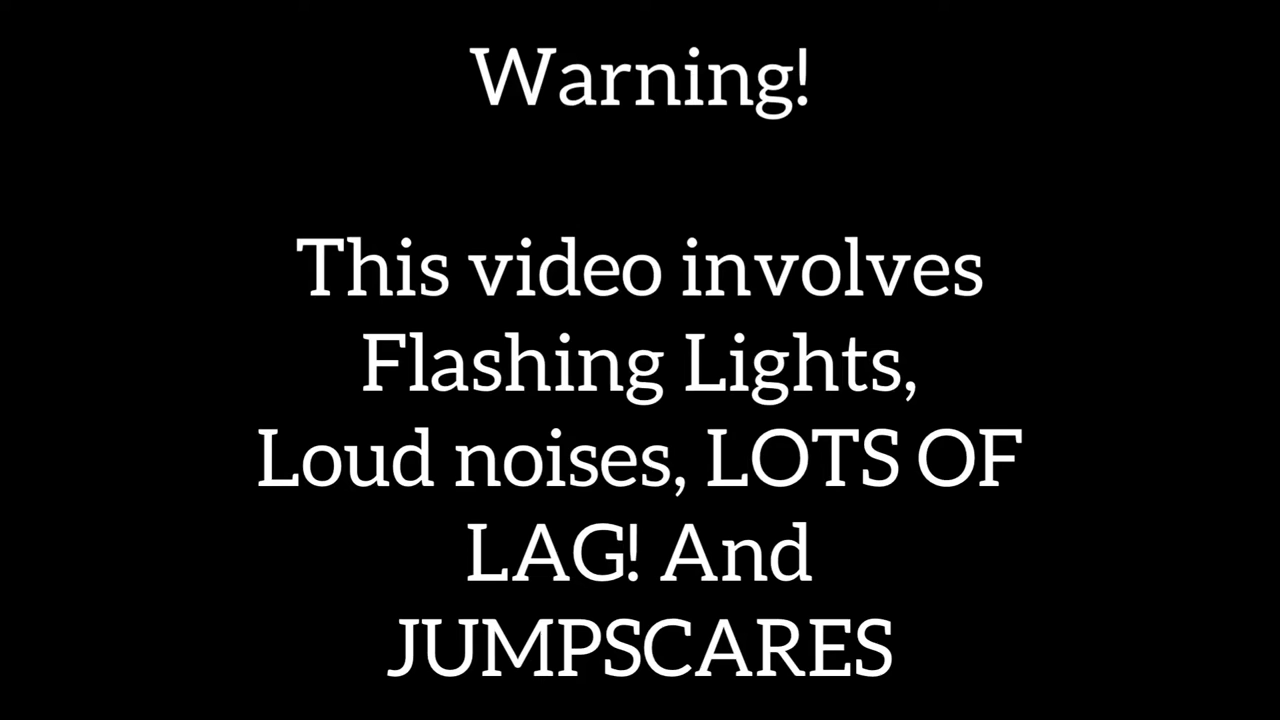 Warning!
This video involves
Flashing Lights,
Loud noises, LOTS OF
LAG! And
JUMPSCARES